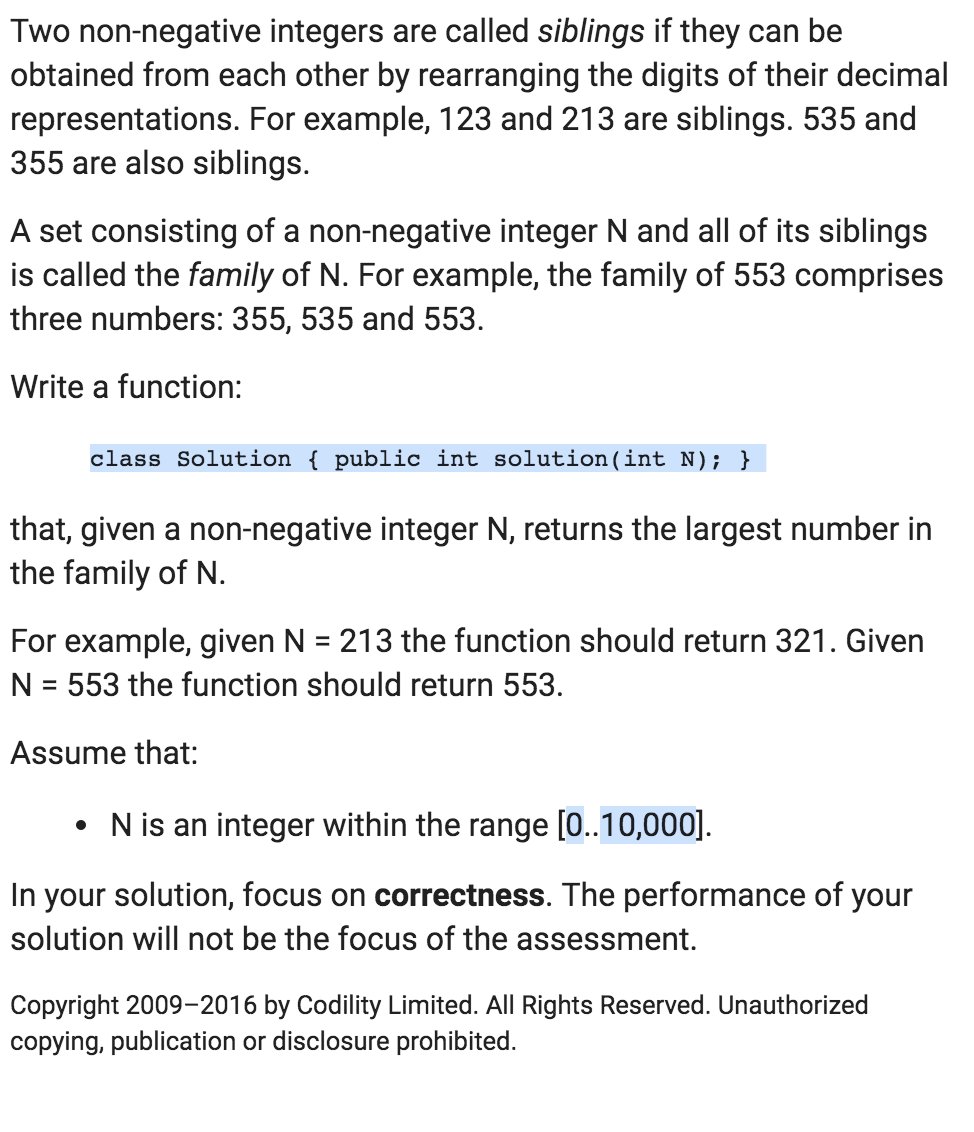 Two non-negative integers are called siblings if they can be
obtained from each other by rearranging the digits of their decimal
representations. For example, 123 and 213 are siblings. 535 and
355 are also siblings.
A set consisting of a non-negative integer N and all of its siblings
is called the family of N. For example, the family of 553 comprises
three numbers: 355, 535 and 553.
Write a function:
class Solution { public int solution(int N); }
that, given a non-negative integer N, returns the largest number in
the family of N.
For example, given N = 213 the function should return 321. Given
N = 553 the function should return 553.
Assume that:
• N is an integer within the range [0..10,000].
In your solution, focus on correctness. The performance of your
solution will not be the focus of the assessment.
Copyright 2009–2016 by Codility Limited. All Rights Reserved. Unauthorized
copying, publication or disclosure prohibited.